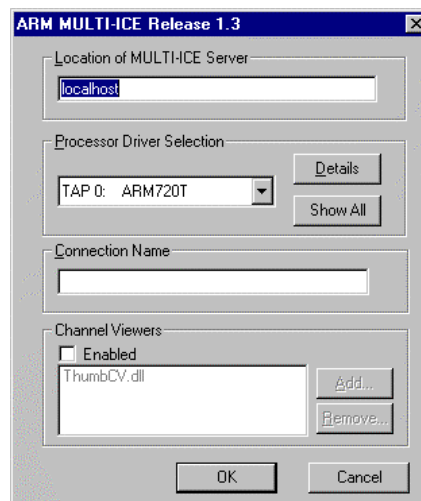 ARM MULTI-ICE Release 1.3
Location of MULTI-ICE Server
localhost
Processor Driver Selection
TAP 0: ARM720T
Details
Show All
Connection Name
Channel Viewers
Enabled
ThumbCV.dll
Add...
Remove...
OK
Cancel